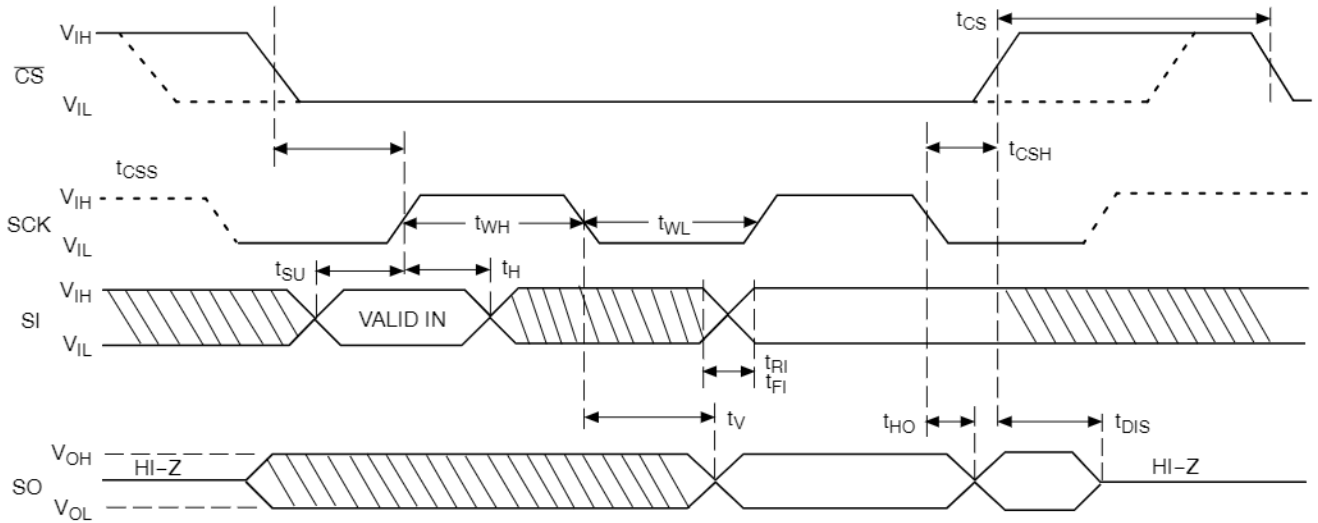 tCS
VIH
CS
VIL
tCSS
tCSH
VIH
SCK
VIL
tWH
tWL
tSU
tH
VIH
SI
VALID IN
VIL
tRI
tFI
tV
tHO
tDIS
VOH
HI–Z
HI–Z
SO
VOL